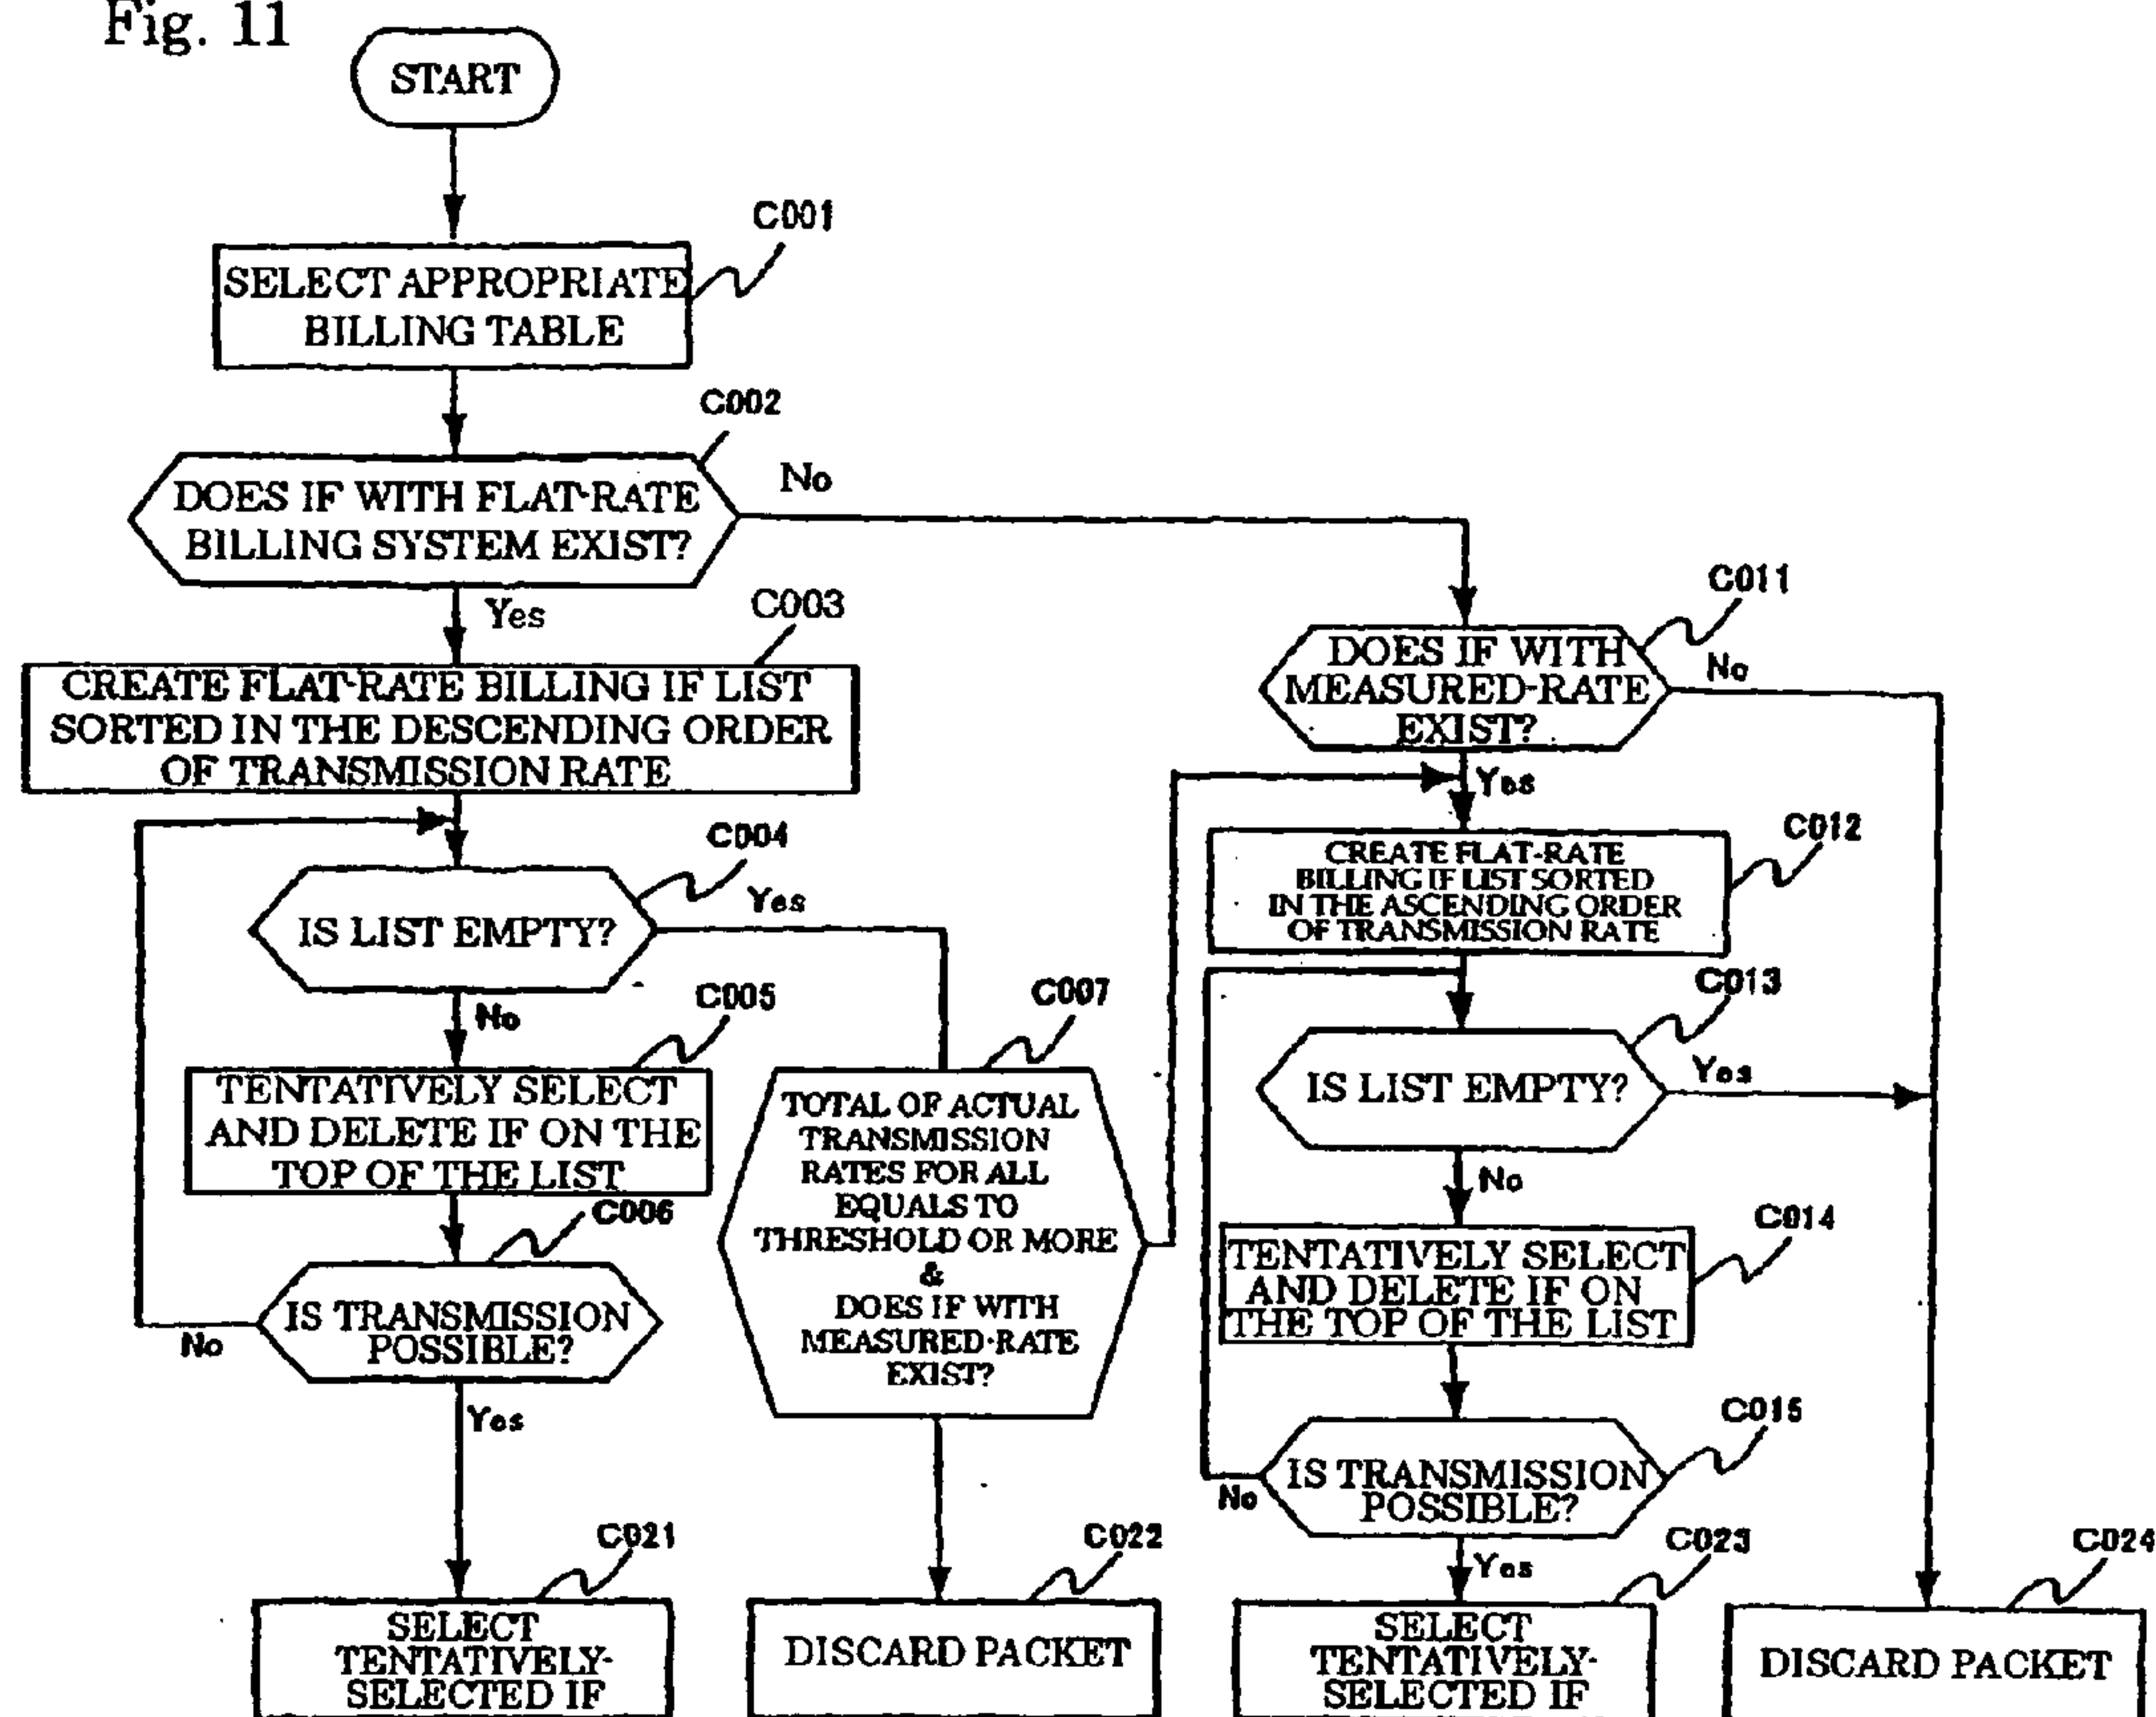 Fig. 11
START
C001
SELECT APPROPRIATE
BILLING TABLE
C002
DOES IF WITH FLAT-RATE
BILLING SYSTEM EXIST?
No
Yes
C003
CREATE FLAT-RATE BILLING IF LIST
SORTED IN THE DESCENDING ORDER
OF TRANSMISSION RATE
C004
IS LIST EMPTY?
Yes
No
C005
TENTATIVELY SELECT
AND DELETE IF ON THE
TOP OF THE LIST
C006
IS TRANSMISSION
POSSIBLE?
No
Yes
C007
TOTAL OF ACTUAL
TRANSMISSION
RATES FOR ALL
EQUALS TO
THRESHOLD OR MORE
&
DOES IF WITH
MEASURED-RATE
EXIST?
C011
DOES IF WITH
MEASURED-RATE
EXIST?
No
Yes
C012
CREATE FLAT-RATE
BILLING IF LIST SORTED
IN THE ASCENDING ORDER
OF TRANSMISSION RATE
C013
IS LIST EMPTY?
Yes
No
C014
TENTATIVELY SELECT
AND DELETE IF ON
THE TOP OF THE LIST
C015
IS TRANSMISSION
POSSIBLE?
No
Yes
C021
SELECT
TENTATIVELY-
SELECTED IF
C022
DISCARD PACKET
C023
SELECT
TENTATIVELY-
SELECTED IF
C024
DISCARD PACKET